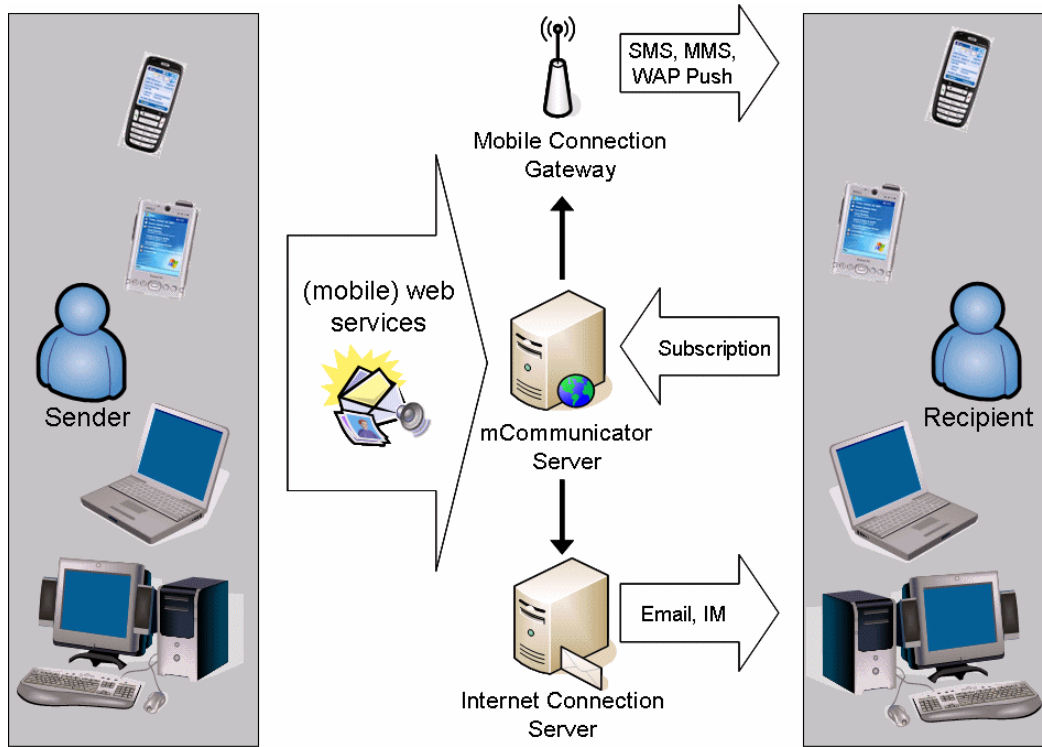 SMS, MMS,
WAP Push
Mobile Connection
Gateway
(mobile) web
services
Subscription
Sender
mCommunicator
Server
Recipient
Email, IM
Internet Connection
Server